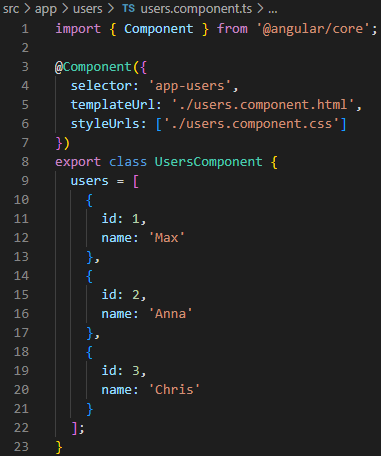 src > app > users > TS users.component.ts > ...
1 import { Component } from '@angular/core';
2
3 @Component({
4   selector: 'app-users',
5   templateUrl: './users.component.html',
6   styleUrls: ['./users.component.css']
7 })
8 export class UsersComponent {
9   users = [
10     {
11       id: 1,
12       name: 'Max'
13     },
14     {
15       id: 2,
16       name: 'Anna'
17     },
18     {
19       id: 3,
20       name: 'Chris'
21     }
22   ];
23 }